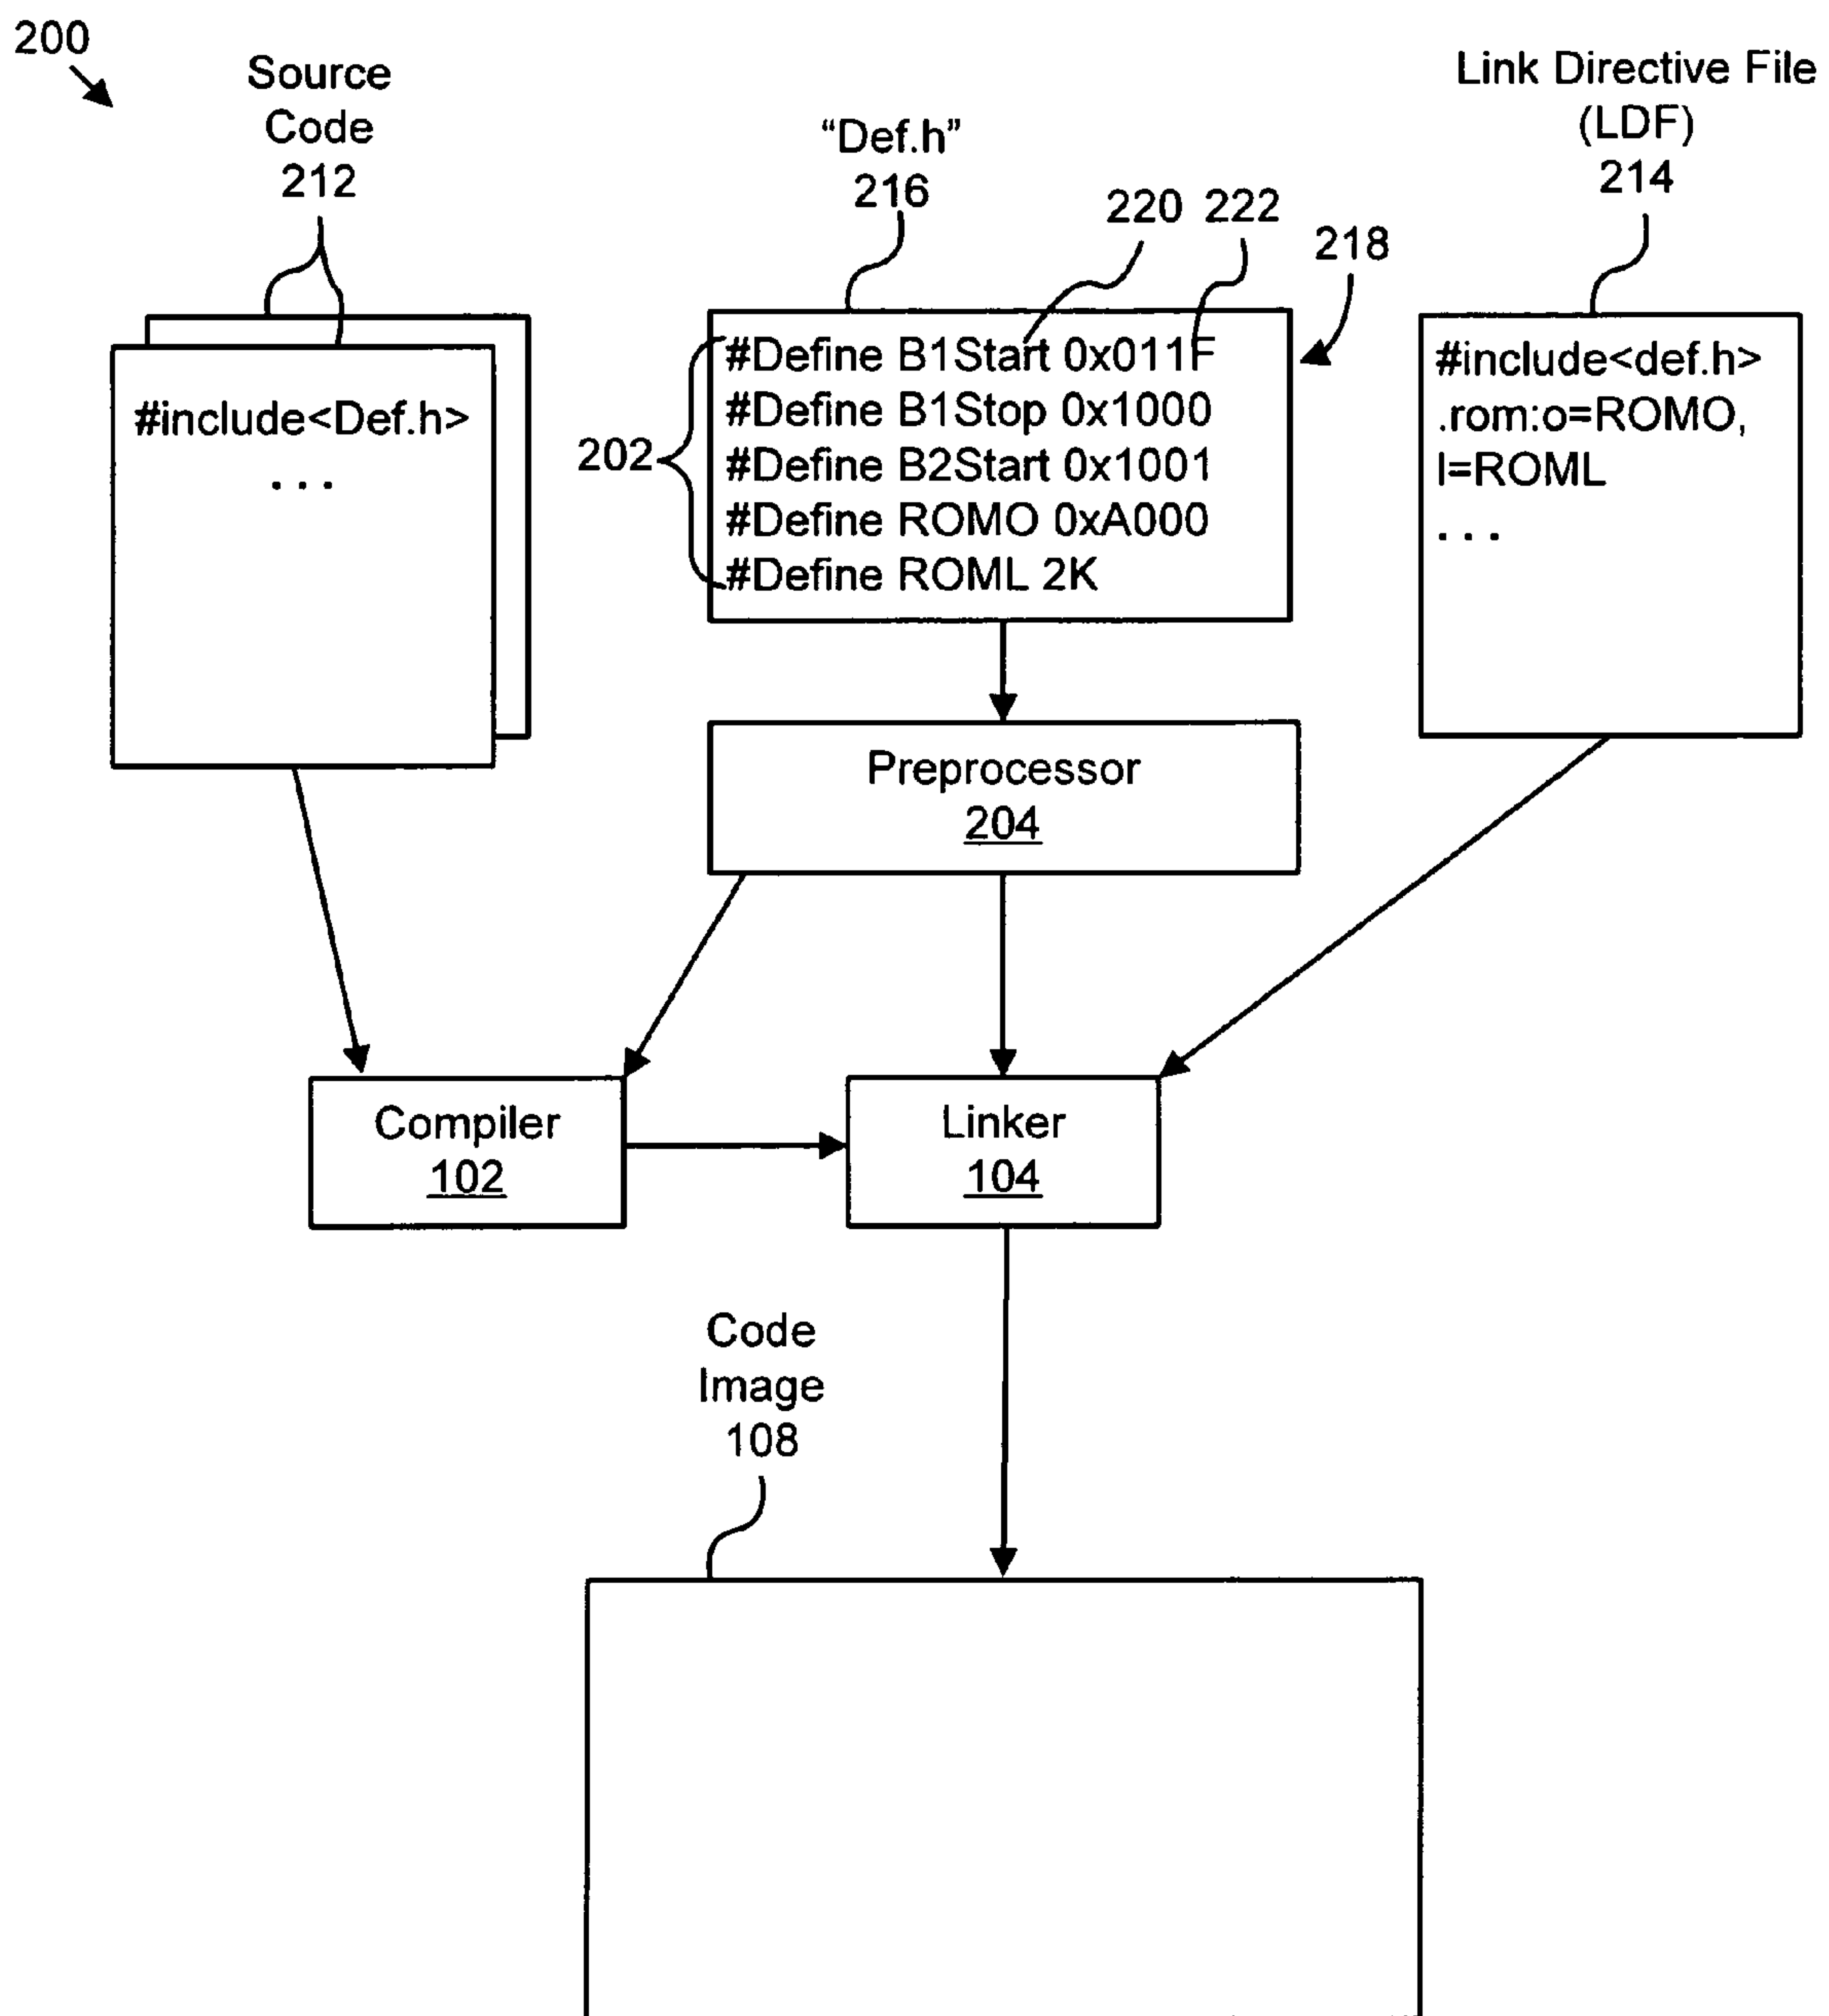 200
Source
Code
212
"Def.h"
216
220 222
218
Link Directive File
(LDF)
214
#include<Def.h>
...
202
#Define B1Start 0x011F
#Define B1Stop 0x1000
#Define B2Start 0x1001
#Define ROMO 0xA000
#Define ROML 2K
#include<def.h>
.rom:o=ROMO,
l=ROML
...
Preprocessor
204
Compiler
102
Linker
104
Code
Image
108